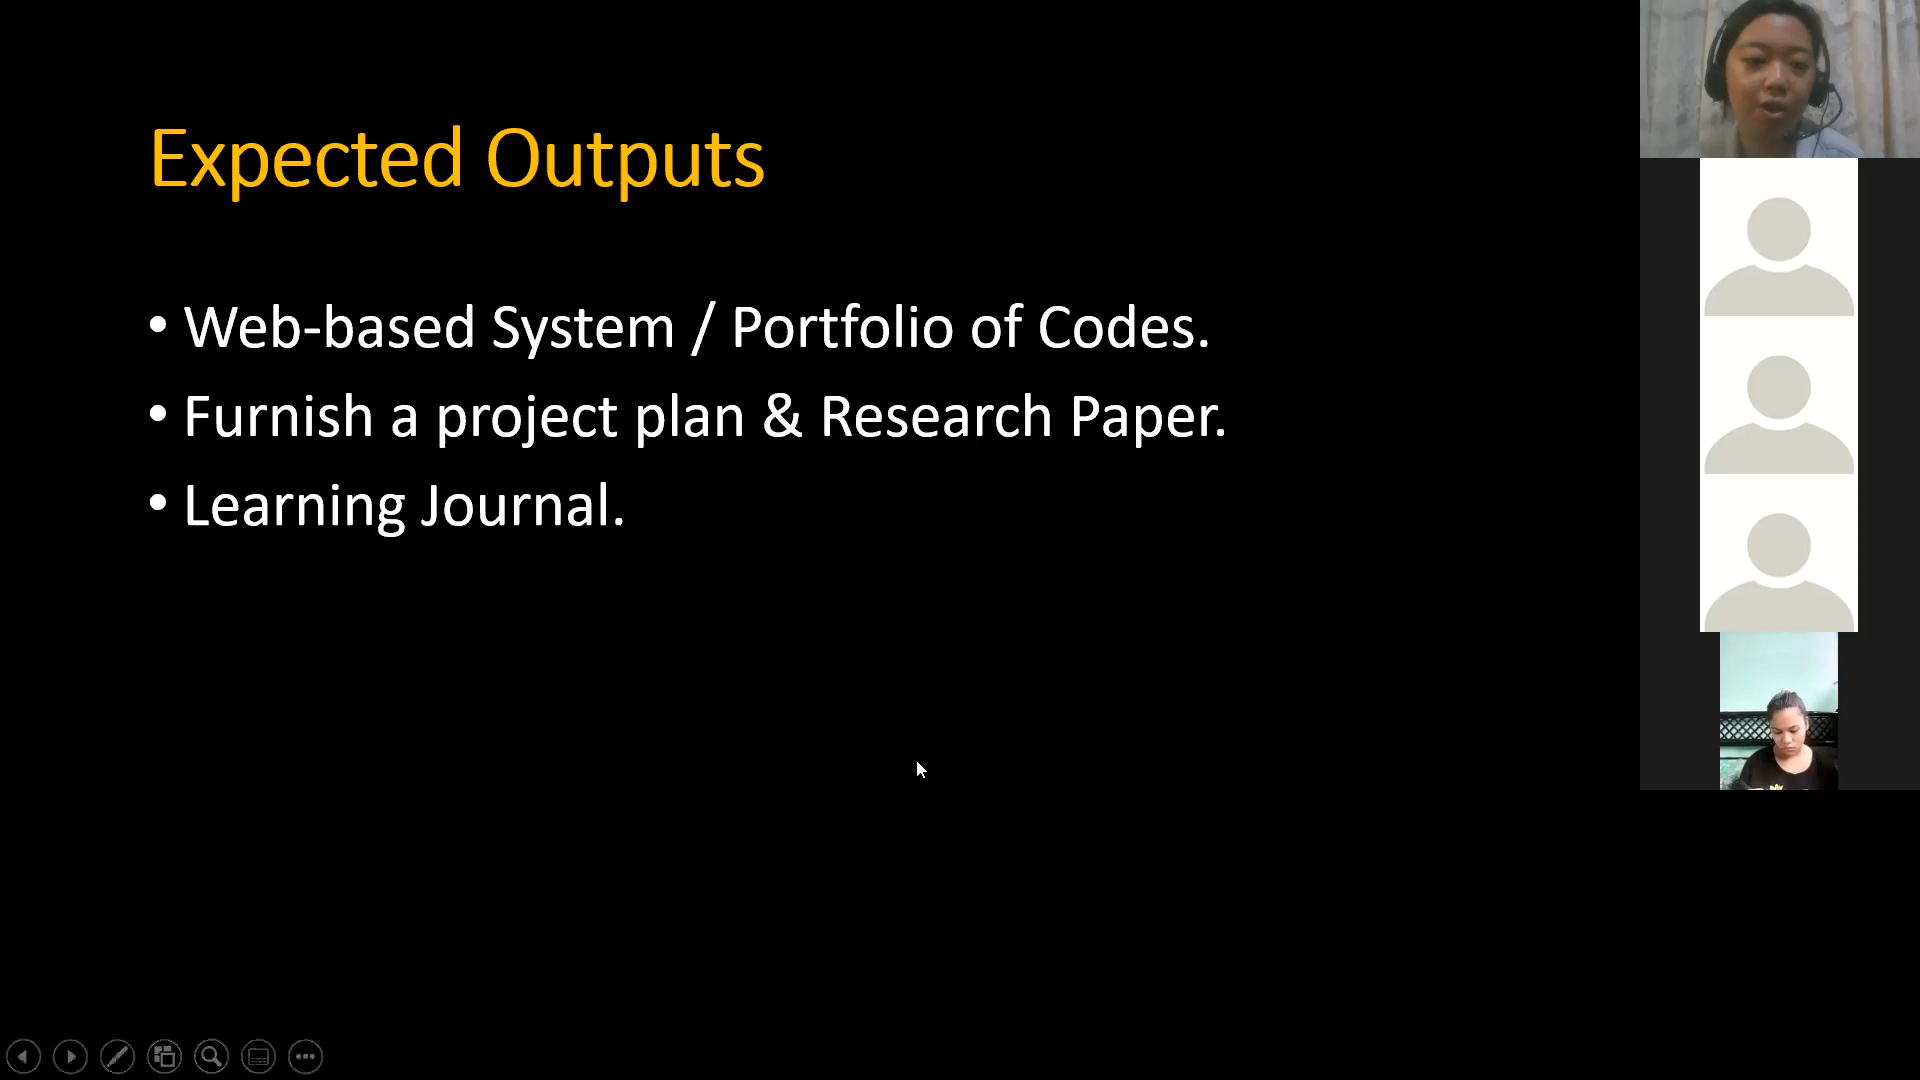 Expected Outputs
• Web-based System / Portfolio of Codes.
• Furnish a project plan & Research Paper.
• Learning Journal.